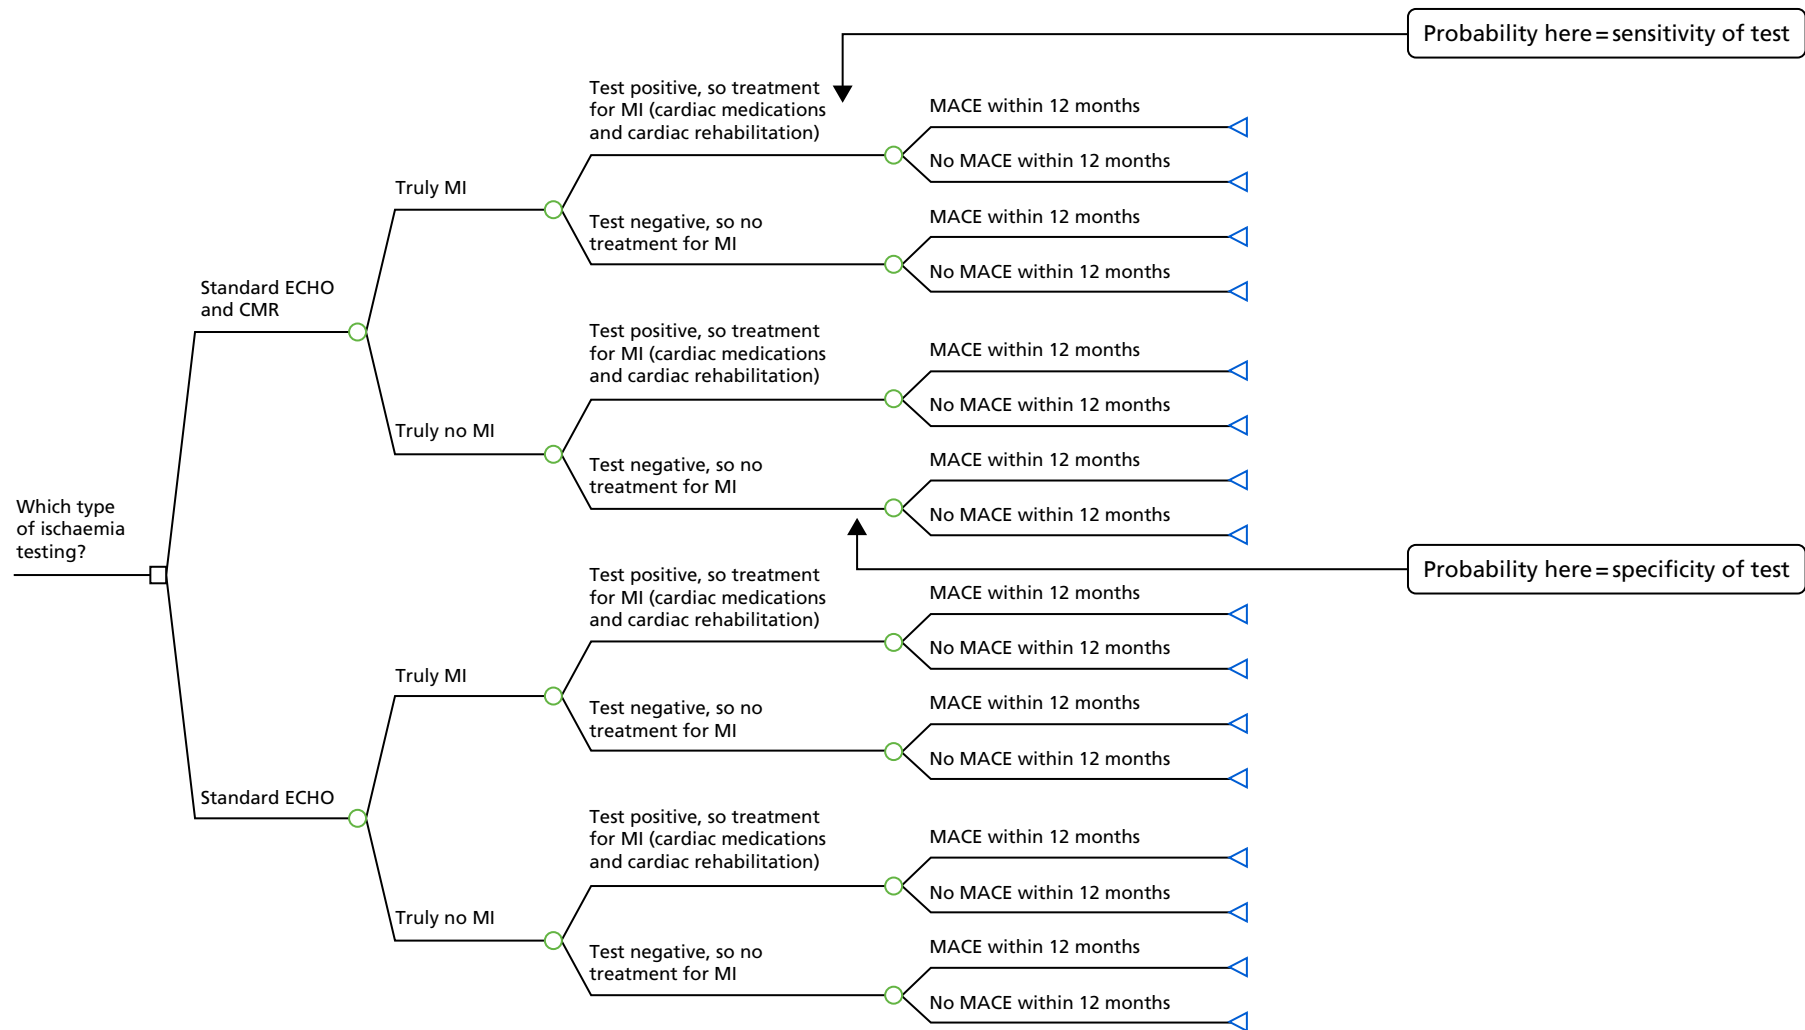 Probability here=sensitivity of test
Test positive, so treatment
for MI (cardiac medications
and cardiac rehabilitation)
MACE within 12 months
No MACE within 12 months
Truly MI
Test negative, so no
treatment for MI
MACE within 12 months
No MACE within 12 months
Standard ECHO
and CMR
Test positive, so treatment
for MI (cardiac medications
and cardiac rehabilitation)
MACE within 12 months
No MACE within 12 months
Truly no MI
Test negative, so no
treatment for MI
MACE within 12 months
No MACE within 12 months
Which type
of ischaemia
testing?
Probability here=specificity of test
Test positive, so treatment
for MI (cardiac medications
and cardiac rehabilitation)
MACE within 12 months
No MACE within 12 months
Truly MI
Test negative, so no
treatment for MI
MACE within 12 months
No MACE within 12 months
Standard ECHO
Test positive, so treatment
for MI (cardiac medications
and cardiac rehabilitation)
MACE within 12 months
No MACE within 12 months
Truly no MI
Test negative, so no
treatment for MI
MACE within 12 months
No MACE within 12 months